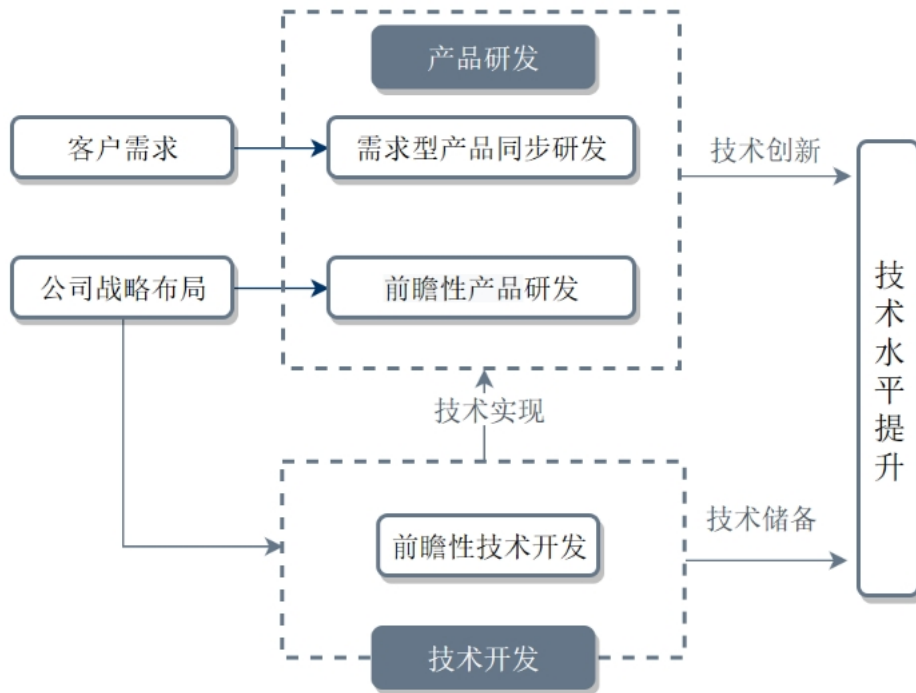 产品研发
客户需求
需求型产品同步研发
技术创新
公司战略布局
前瞻性产品研发
技术水平提升
技术实现
前瞻性技术开发
技术储备
技术开发